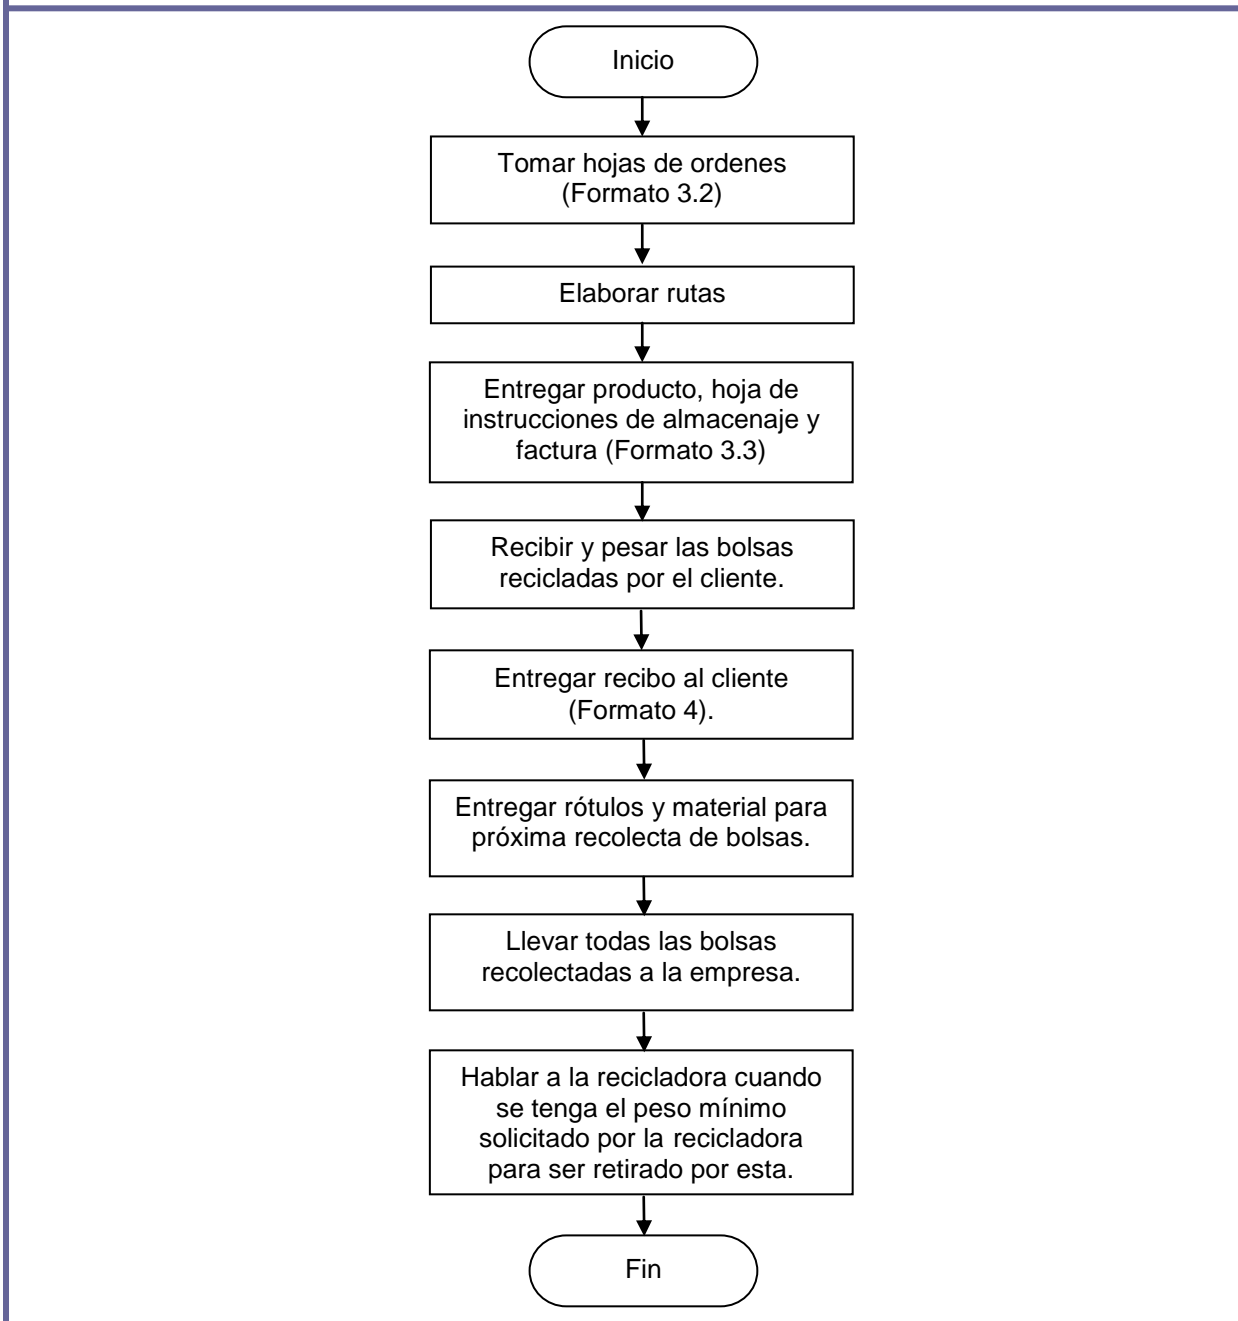 Inicio
Tomar hojas de ordenes
(Formato 3.2)
Elaborar rutas
Entregar producto, hoja de
instrucciones de almacenaje y
factura (Formato 3.3)
Recibir y pesar las bolsas
recicladas por el cliente.
Entregar recibo al cliente
(Formato 4).
Entregar rótulos y material para
próxima recolecta de bolsas.
Llevar todas las bolsas
recolectadas a la empresa.
Hablar a la recicladora cuando
se tenga el peso mínimo
solicitado por la recicladora
para ser retirado por esta.
Fin